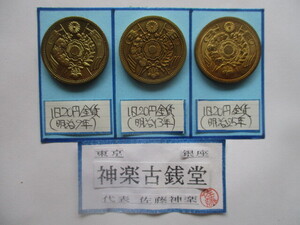 旧20円金貨
(明治9年)
旧20円金貨
(明治13年)
旧20円金貨
(明治25年)
東京 銀座
神楽古銭堂
代表 佐藤神楽